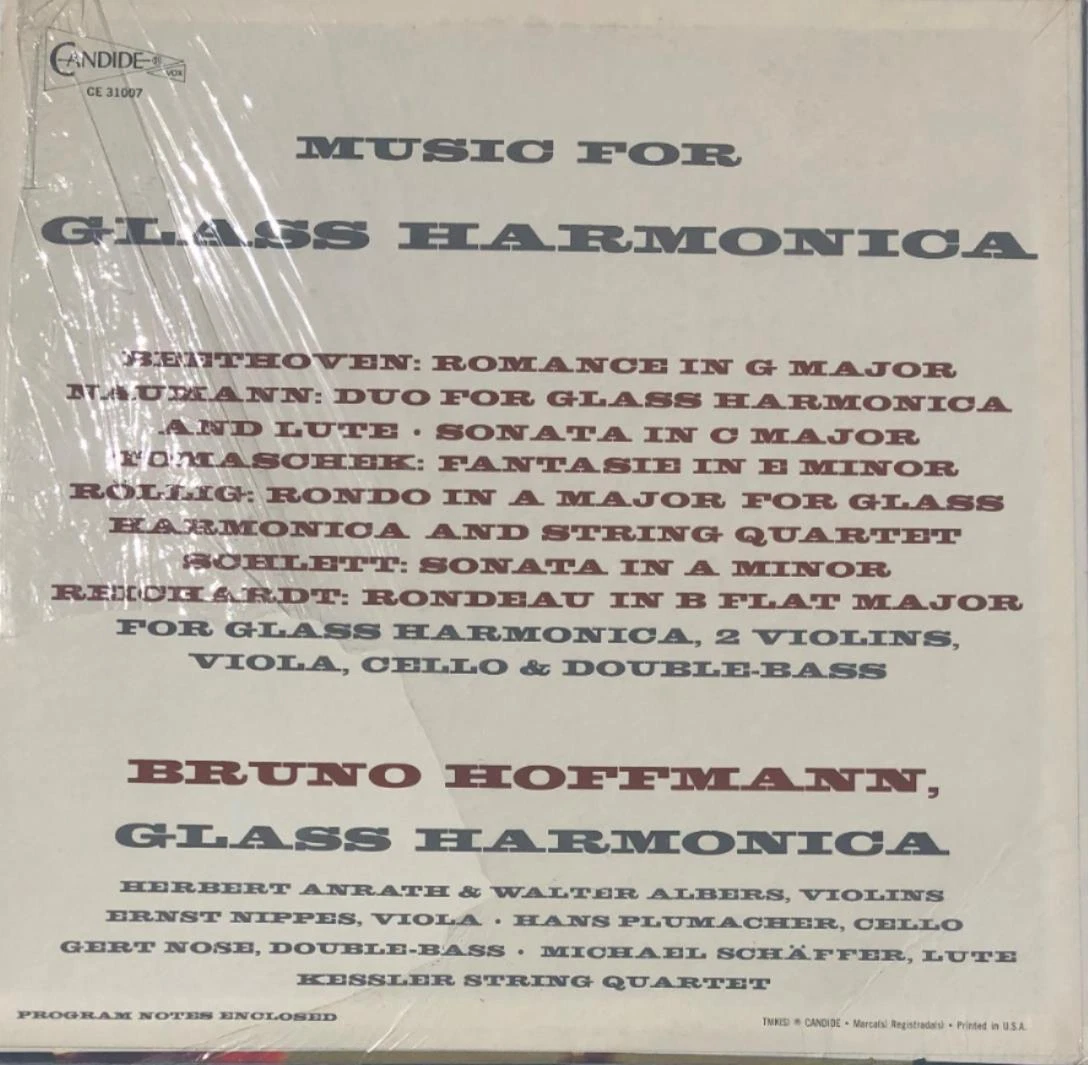 CANDIDE®
VOX
CE 31007
MUSIC FOR
GLASS HARMONICA
BEETHOVEN: ROMANCE IN G MAJOR
NAUMANN: DUO FOR GLASS HARMONICA
AND LUTE · SONATA IN C MAJOR
TOMASCHEK: FANTASIE IN E MINOR
ROLLIG: RONDO IN A MAJOR FOR GLASS
HARMONICA AND STRING QUARTET
SCHLETT: SONATA IN A MINOR
REICHARDT: RONDEAU IN B FLAT MAJOR
FOR GLASS HARMONICA, 2 VIOLINS,
VIOLA, CELLO & DOUBLE-BASS
BRUNO HOFFMANN,
GLASS HARMONICA
HERBERT ANRATH & WALTER ALBERS, VIOLINS
ERNST NIPPES, VIOLA · HANS PLUMACHER, CELLO
GERT NOSE, DOUBLE-BASS · MICHAEL SCHÄFFER, LUTE
KESSLER STRING QUARTET
PROGRAM NOTES ENCLOSED
TMK(S) ® CANDIDE • Marca(s) Registrada(s) • Printed in U.S.A.